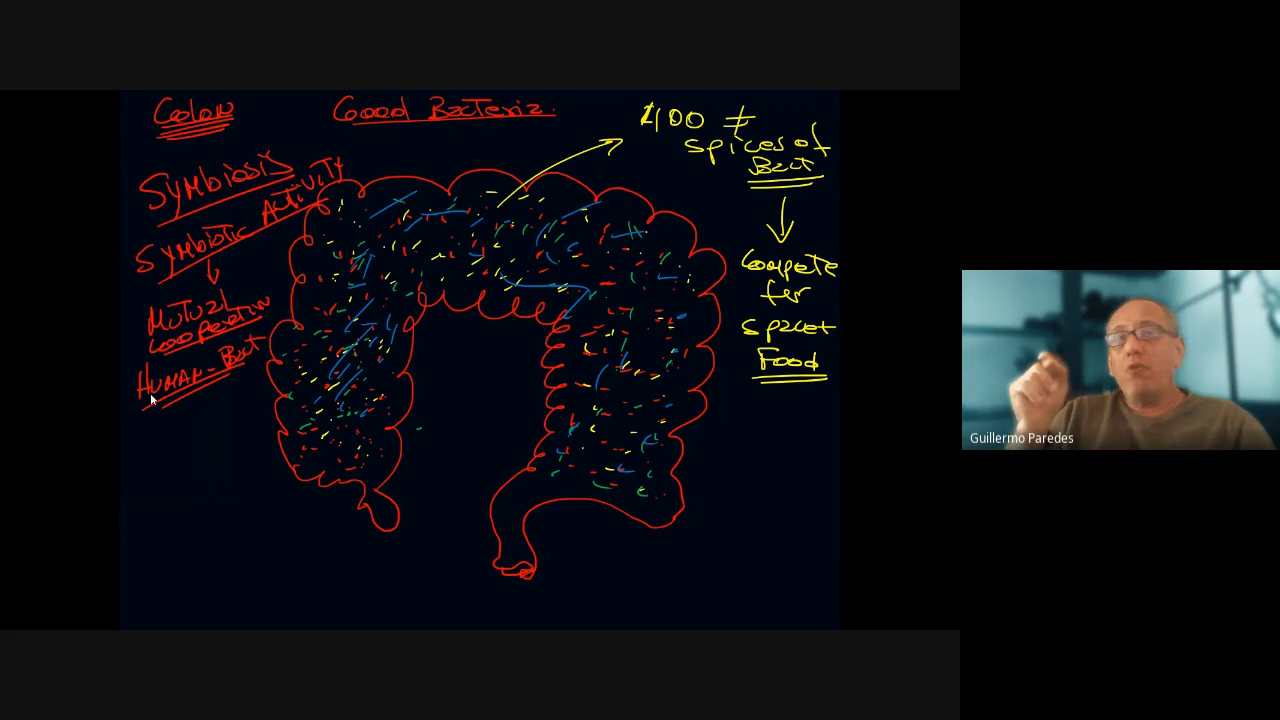 Colon
Good Bacteria.
400 ≠
spices of
Bact
Symbiosis
Symbiotic Activity
Mutual
cooperation
Human-Bact
Compete
for
space+
Food
Guillermo Paredes